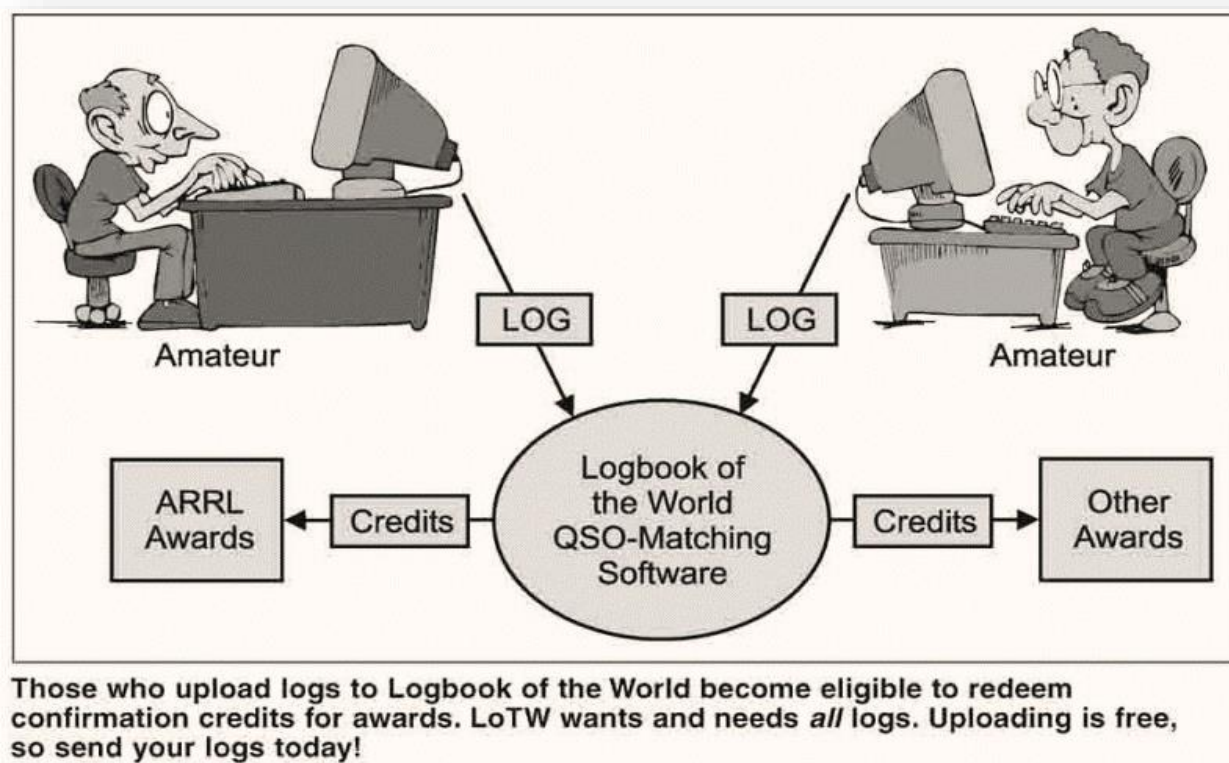 LOG
LOG
Amateur
Amateur
Logbook of
the World
QSO-Matching
Software
ARRL
Awards
Credits
Credits
Other
Awards
Those who upload logs to Logbook of the World become eligible to redeem
confirmation credits for awards. LoTW wants and needs all logs. Uploading is free,
so send your logs today!